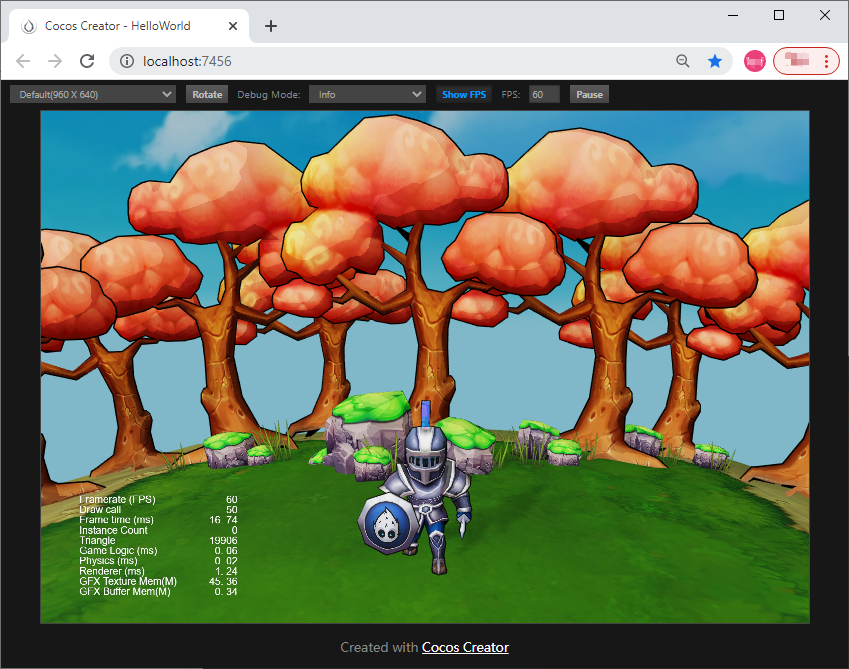 Cocos Creator - HelloWorld
localhost:7456
Default(960 X 640) Rotate Debug Mode: Info Show FPS FPS: 60 Pause
Framerate (FPS) 60
Draw call 50
Frame time (ms) 16. 74
Instance Count 0
Triangle 19906
Game Logic (ms) 0. 06
Physics (ms) 0. 02
Renderer (ms) 1. 24
GFX Texture Mem(M) 45. 36
GFX Buffer Mem(M) 0. 34
Created with Cocos Creator